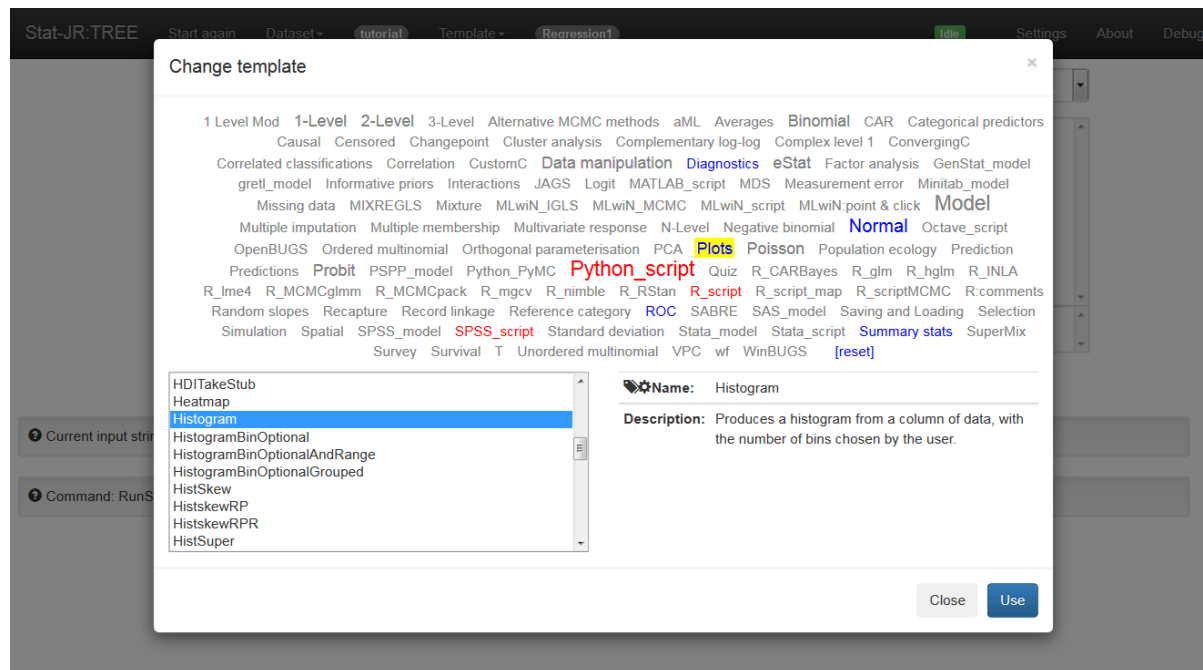 Stat-JR:TREE Start again Dataset tutorial Template Regression1 Idle Settings About Debug
Change template ×
1 Level Mod 1-Level 2-Level 3-Level Alternative MCMC methods aML Averages Binomial CAR Categorical predictors
Causal Censored Changepoint Cluster analysis Complementary log-log Complex level 1 ConvergingC
Correlated classifications Correlation CustomC Data manipulation Diagnostics eStat Factor analysis GenStat_model
gretl_model Informative priors Interactions JAGS Logit MATLAB_script MDS Measurement error Minitab_model
Missing data MIXREGLS Mixture MLwiN_IGLS MLwiN_MCMC MLwiN_script MLwiN:point & click Model
Multiple imputation Multiple membership Multivariate response N-Level Negative binomial Normal Octave_script
OpenBUGS Ordered multinomial Orthogonal parameterisation PCA Plots Poisson Population ecology Prediction
Predictions Probit PSPP_model Python_PyMC Python_script Quiz R_CARBayes R_glm R_hglm R_INLA
R_lme4 R_MCMCglmm R_MCMCpack R_mgcv R_nimble R_RStan R_script R_script_map R_scriptMCMC R:comments
Random slopes Recapture Record linkage Reference category ROC SABRE SAS_model Saving and Loading Selection
Simulation Spatial SPSS_model SPSS_script Standard deviation Stata_model Stata_script Summary stats SuperMix
Survey Survival T Unordered multinomial VPC wf WinBUGS [reset]
HDITakeStub
Heatmap
Histogram
HistogramBinOptional
HistogramBinOptionalAndRange
HistogramBinOptionalGrouped
HistSkew
HistskewRP
HistskewRPR
HistSuper
Name: Histogram
Description: Produces a histogram from a column of data, with
the number of bins chosen by the user.
Current input stri
Command: RunS
Close Use